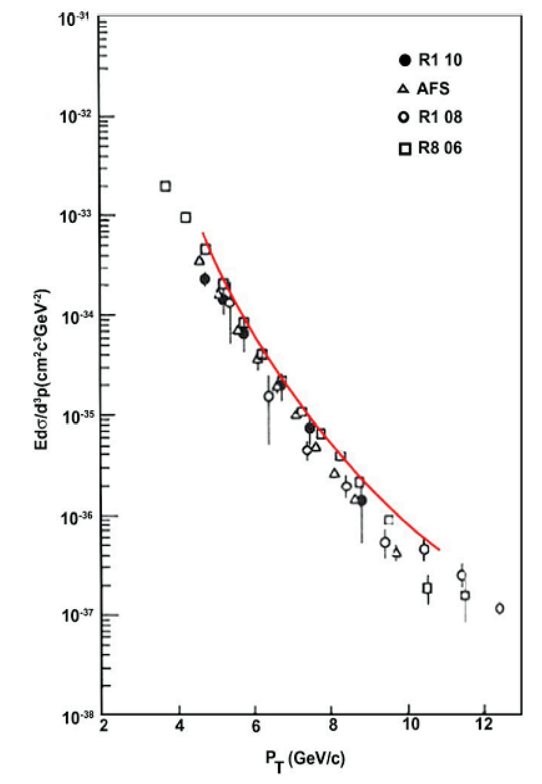 10⁻³¹
10⁻³²
10⁻³³
10⁻³⁴
10⁻³⁵
10⁻³⁶
10⁻³⁷
10⁻³⁸
Edσ/d³p(cm²c³GeV⁻²)
R1 10
AFS
R1 08
R8 06
2 4 6 8 10 12
P_T (GeV/c)